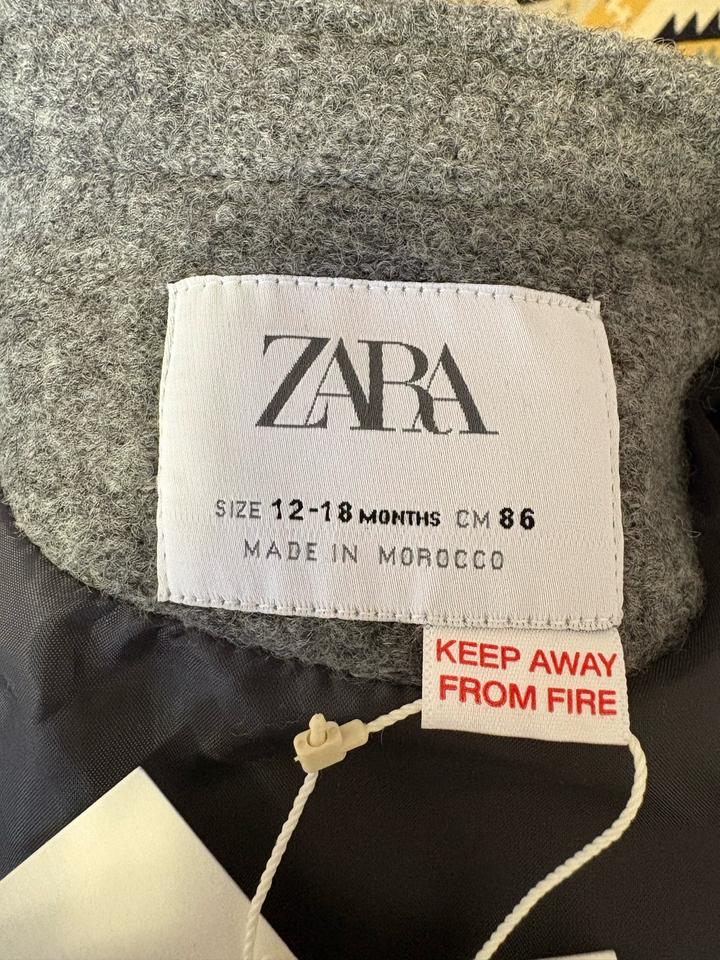 ZARA
SIZE 12-18 MONTHS CM 86
MADE IN MOROCCO
KEEP AWAY
FROM FIRE